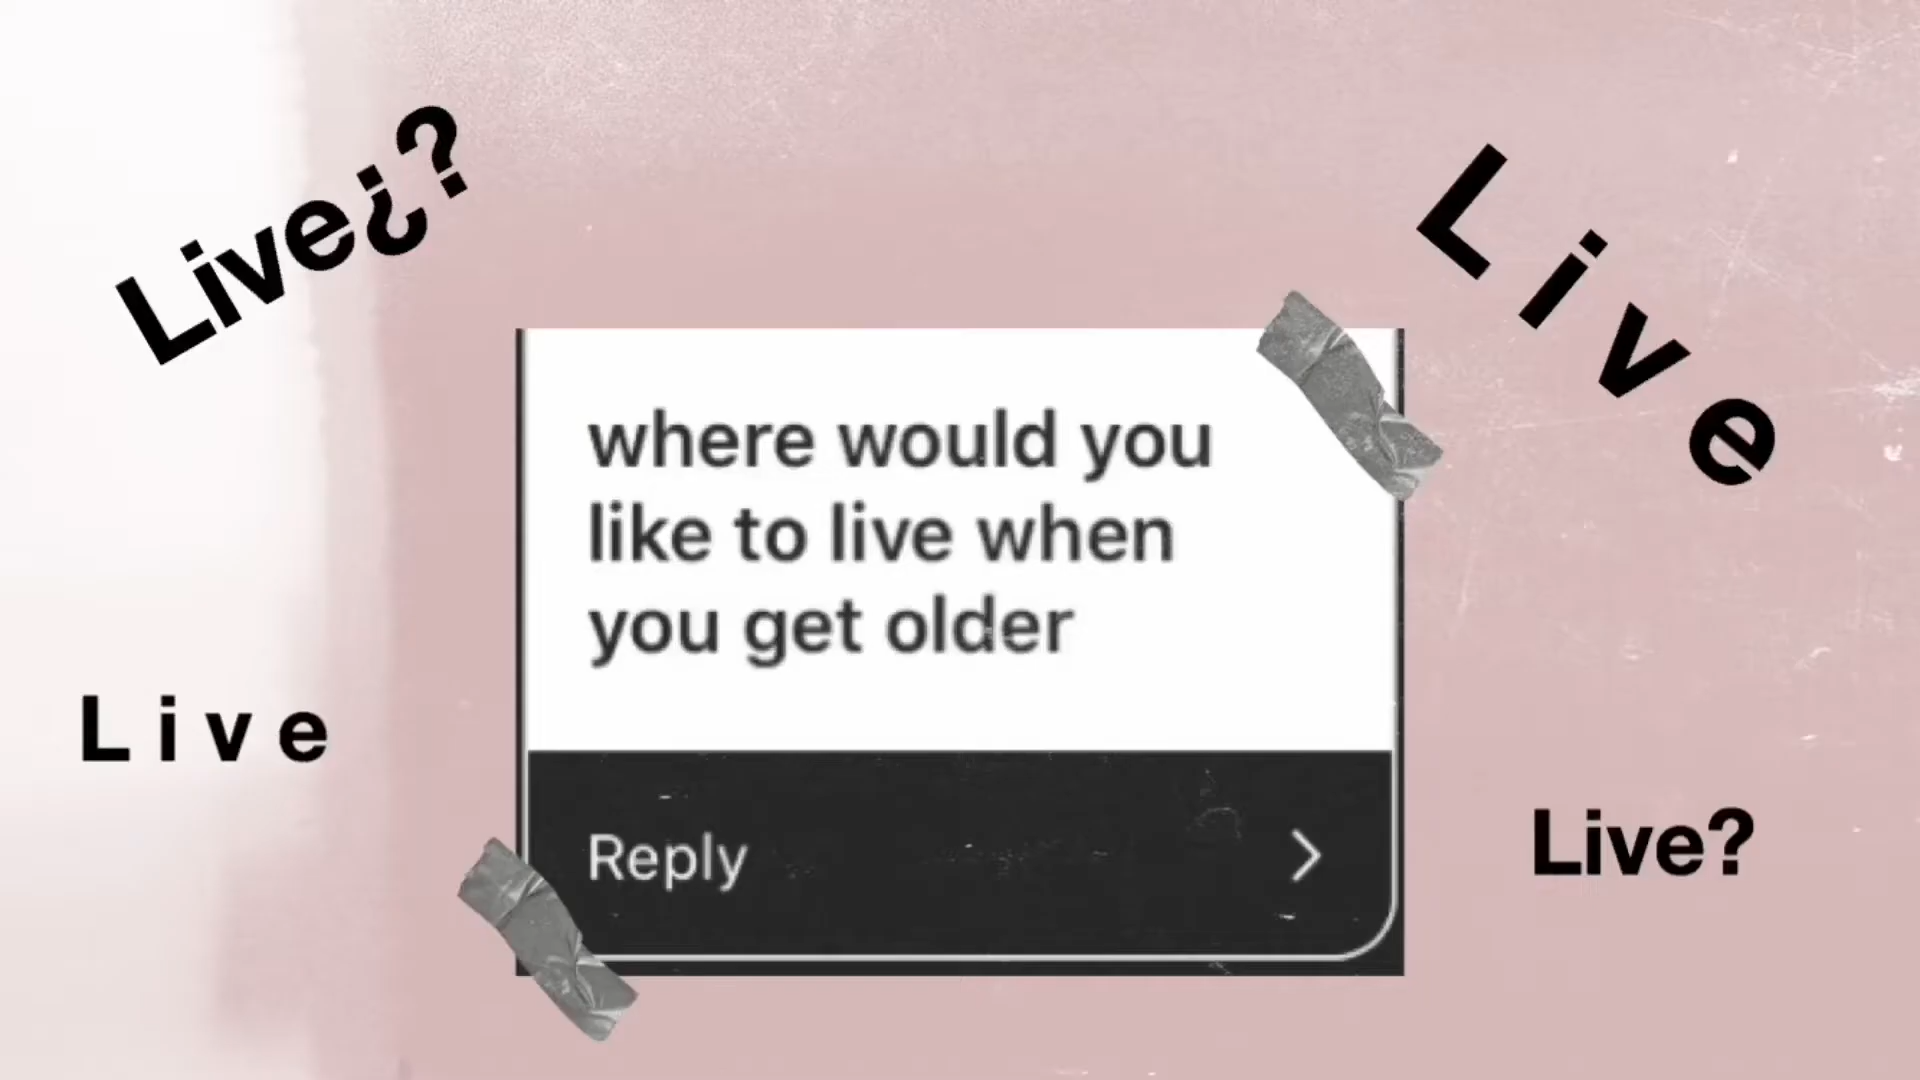 Live¿?
Live
where would you
like to live when
you get older
Live
Live?
Reply